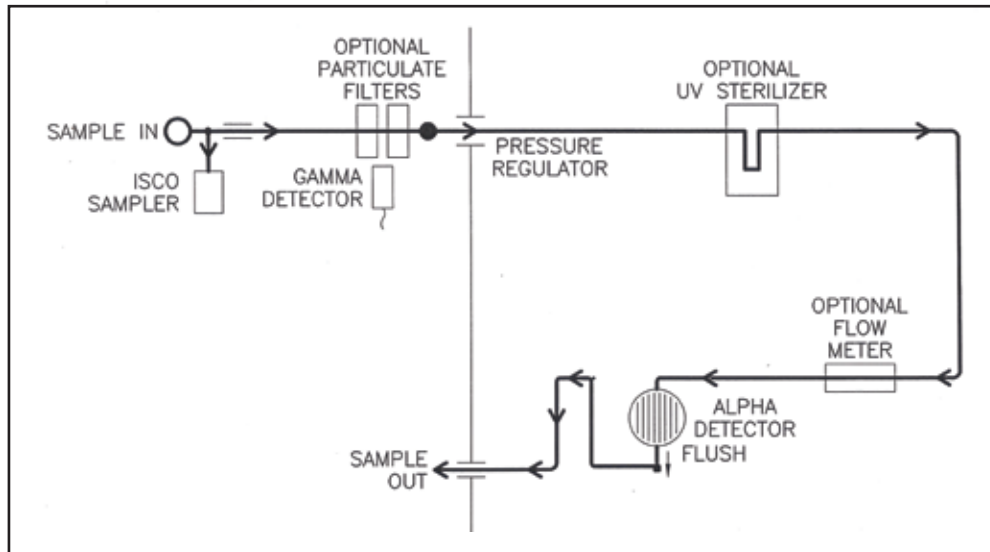 OPTIONAL
PARTICULATE
FILTERS
OPTIONAL
UV STERILIZER
SAMPLE IN
PRESSURE
REGULATOR
ISCO
SAMPLER
GAMMA
DETECTOR
OPTIONAL
FLOW
METER
ALPHA
DETECTOR
FLUSH
SAMPLE
OUT